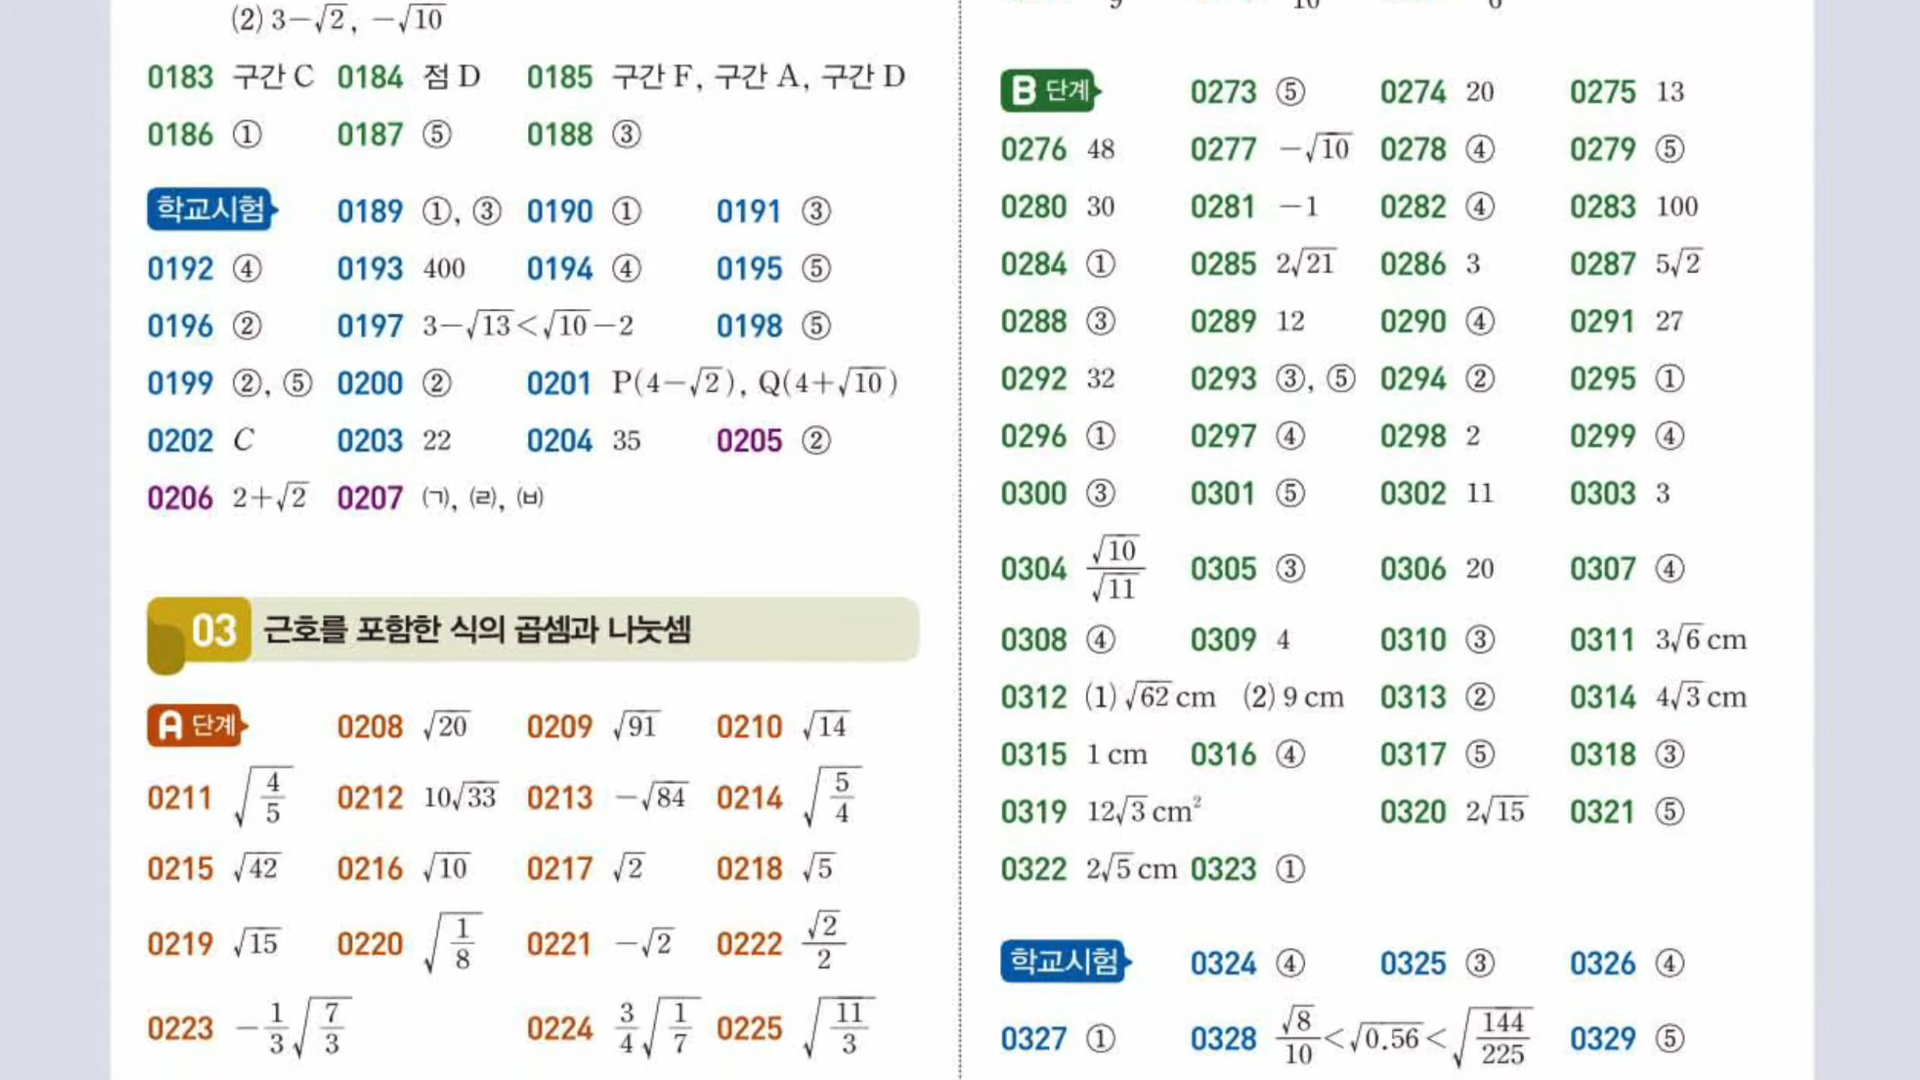 (2) 3−√2, −√10
0183 구간 C 0184 점 D 0185 구간 F, 구간 A, 구간 D
0186 ① 0187 ⑤ 0188 ③
학교시험 0189 ①, ③ 0190 ① 0191 ③
0192 ④ 0193 400 0194 ④ 0195 ⑤
0196 ② 0197 3−√13<√10−2 0198 ⑤
0199 ②, ⑤ 0200 ② 0201 P(4−√2), Q(4+√10)
0202 C 0203 22 0204 35 0205 ②
0206 2+√2 0207 ㈀, ㈃, ㈅
03 근호를 포함한 식의 곱셈과 나눗셈
A 단계 0208 √20 0209 √91 0210 √14
0211 √(4/5) 0212 10√33 0213 −√84 0214 √(5/4)
0215 √42 0216 √10 0217 √2 0218 √5
0219 √15 0220 √(1/8) 0221 −√2 0222 √2/2
0223 −1/3√(7/3) 0224 3/4√(1/7) 0225 √(11/3)
B 단계 0273 ⑤ 0274 20 0275 13
0276 48 0277 −√10 0278 ④ 0279 ⑤
0280 30 0281 −1 0282 ④ 0283 100
0284 ① 0285 2√21 0286 3 0287 5√2
0288 ③ 0289 12 0290 ④ 0291 27
0292 32 0293 ③, ⑤ 0294 ② 0295 ①
0296 ① 0297 ④ 0298 2 0299 ④
0300 ③ 0301 ⑤ 0302 11 0303 3
0304 √10/√11 0305 ③ 0306 20 0307 ④
0308 ④ 0309 4 0310 ③ 0311 3√6 cm
0312 (1) √62 cm (2) 9 cm 0313 ② 0314 4√3 cm
0315 1 cm 0316 ④ 0317 ⑤ 0318 ③
0319 12√3 cm² 0320 2√15 0321 ⑤
0322 2√5 cm 0323 ①
학교시험 0324 ④ 0325 ③ 0326 ④
0327 ① 0328 √8/10<√0.56<√(144/225) 0329 ⑤